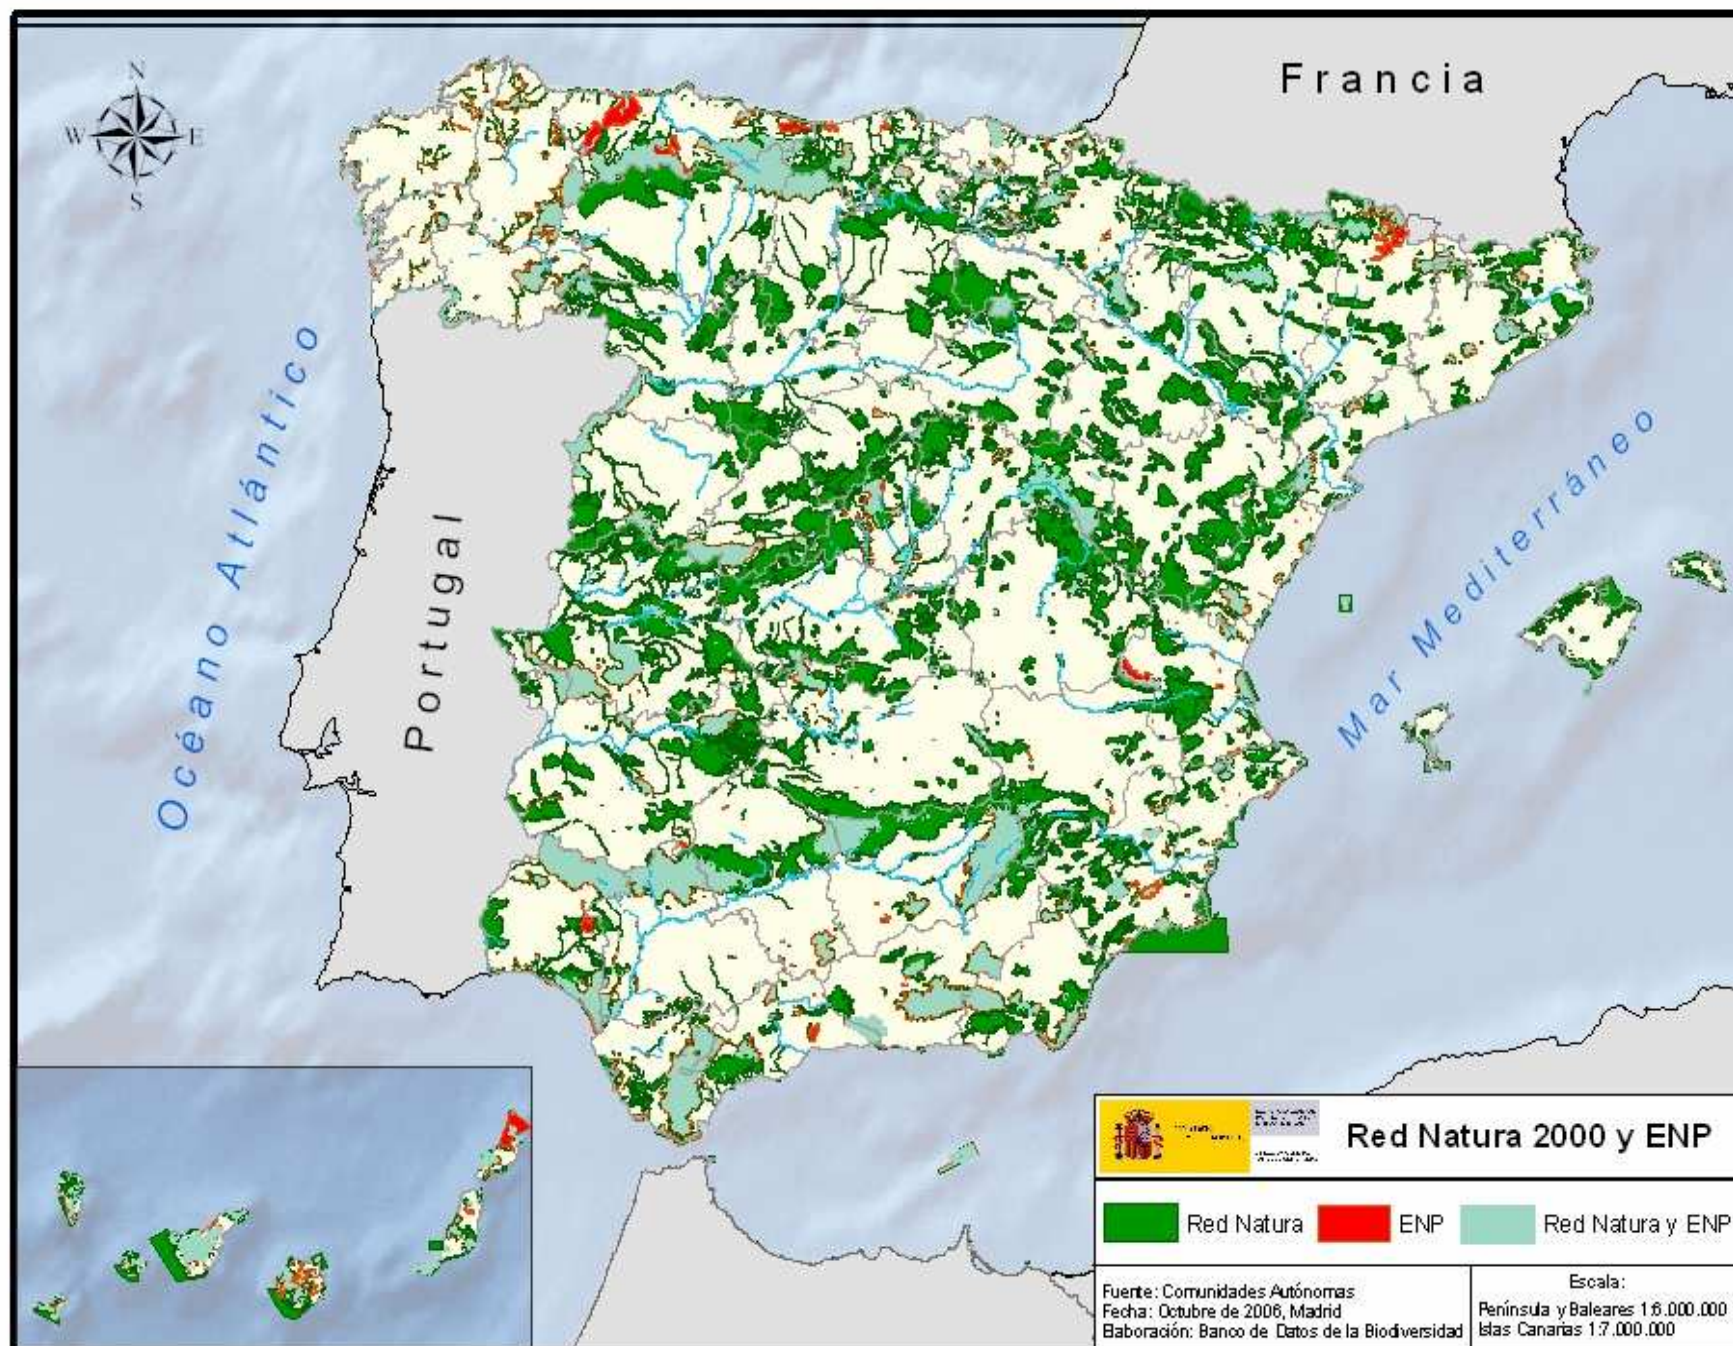 Francia
N
W E
S
Océano Atlántico
Portugal
Mar Mediterráneo
Red Natura 2000 y ENP
Red Natura
ENP
Red Natura y ENP
Fuente: Comunidades Autónomas
Fecha: Octubre de 2006, Madrid
Elaboración: Banco de Datos de la Biodiversidad
Escala:
Península y Baleares 1:6.000.000
Islas Canarias 1:7.000.000